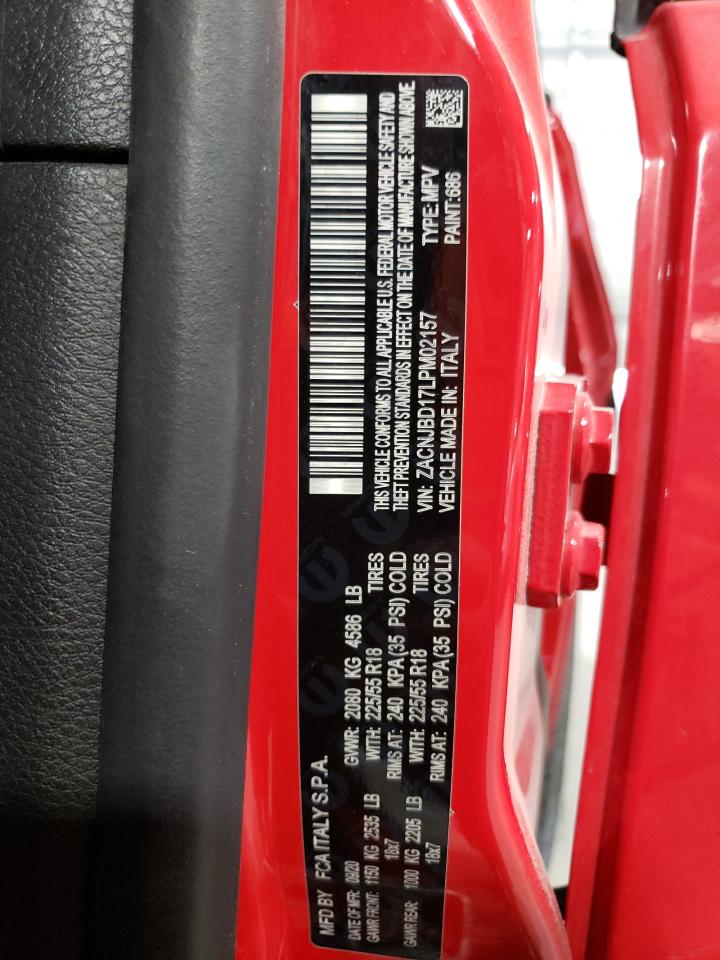 MFD BY FCA ITALY S.P.A.
DATE OF MFR: 09/20 GVWR: 2080 KG 4586 LB
GAWR FRONT: 1150 KG 2535 LB WITH: 225/55 R18 TIRES
18x7 RIMS AT: 240 KPA(35 PSI) COLD
GAWR REAR: 1000 KG 2205 LB WITH: 225/55 R18 TIRES
18x7 RIMS AT: 240 KPA(35 PSI) COLD
THIS VEHICLE CONFORMS TO ALL APPLICABLE U.S. FEDERAL MOTOR VEHICLE SAFETY AND
THEFT PREVENTION STANDARDS IN EFFECT ON THE DATE OF MANUFACTURE SHOWN ABOVE
VIN: ZACNJBD17LPM02157 TYPE: MPV
VEHICLE MADE IN: ITALY PAINT: 686